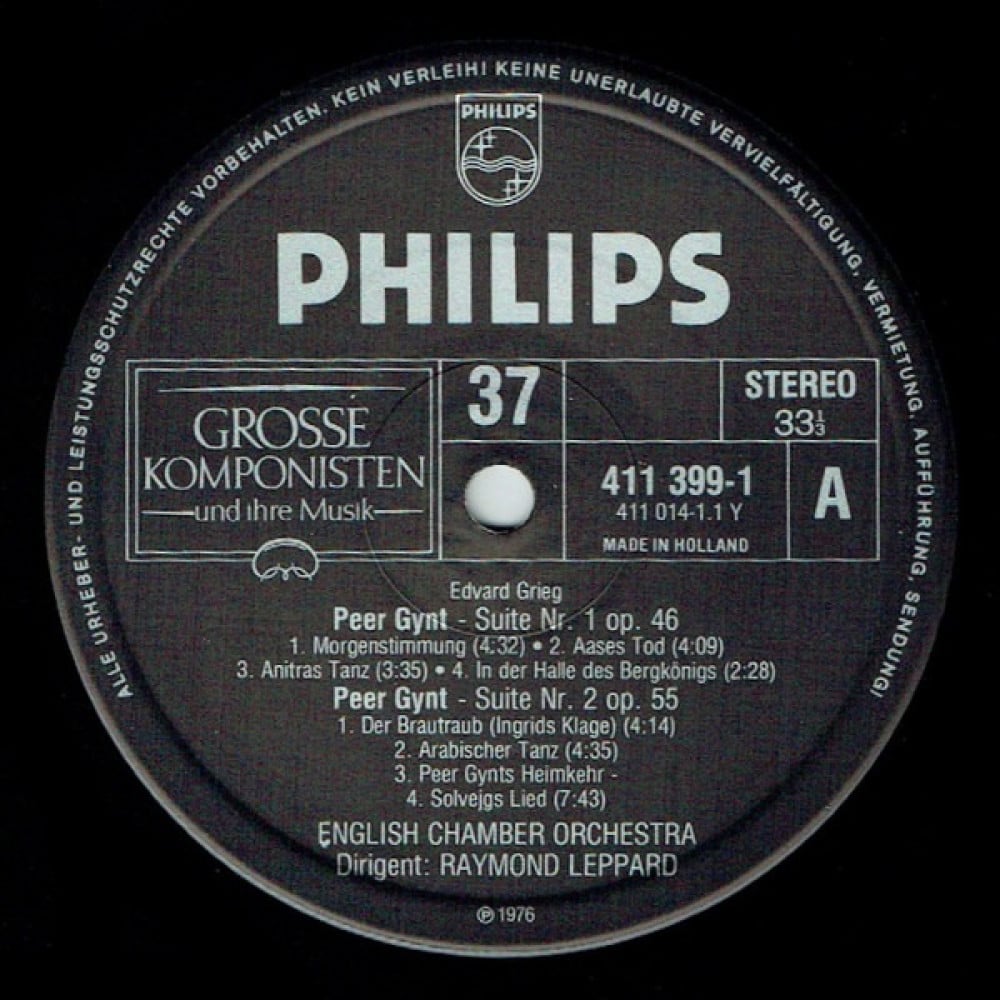 ALLE URHEBER- UND LEISTUNGSSCHUTZRECHTE VORBEHALTEN. KEIN VERLEIH! KEINE UNERLAUBTE VERVIELFÄLTIGUNG, VERMIETUNG, AUFFÜHRUNG, SENDUNG!
PHILIPS
PHILIPS
GROSSE
KOMPONISTEN
und ihre Musik
37
STEREO
33⅓
411 399-1
411 014-1.1 Y
MADE IN HOLLAND
A
Edvard Grieg
Peer Gynt - Suite Nr. 1 op. 46
1. Morgenstimmung (4:32) • 2. Aases Tod (4:09)
3. Anitras Tanz (3:35) • 4. In der Halle des Bergkönigs (2:28)
Peer Gynt - Suite Nr. 2 op. 55
1. Der Brautraub (Ingrids Klage) (4:14)
2. Arabischer Tanz (4:35)
3. Peer Gynts Heimkehr -
4. Solvejgs Lied (7:43)
ENGLISH CHAMBER ORCHESTRA
Dirigent: RAYMOND LEPPARD
℗ 1976